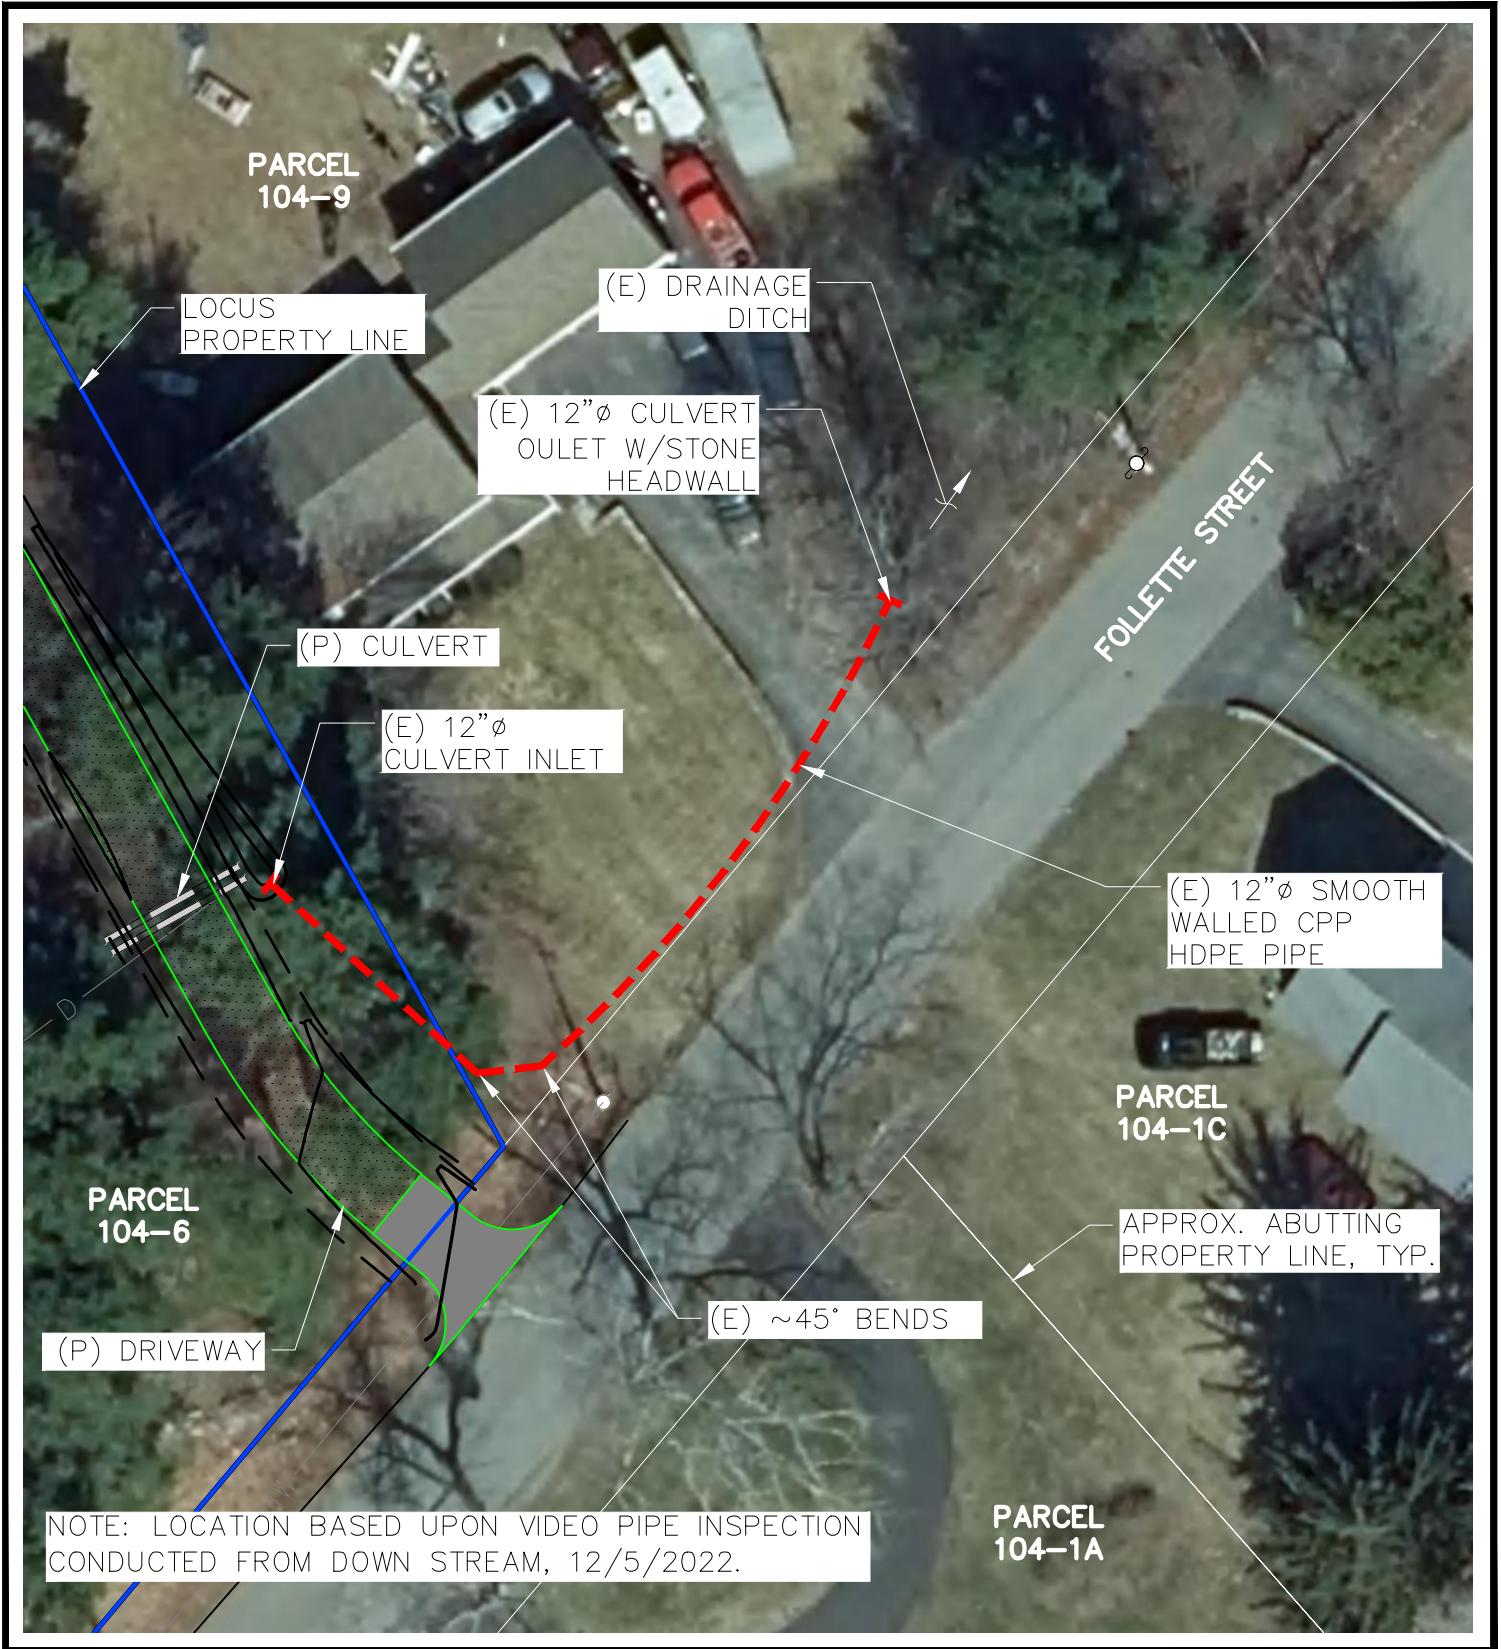 PARCEL
104-9
LOCUS
PROPERTY LINE
(E) DRAINAGE
DITCH
(E) 12"ø CULVERT
OULET W/STONE
HEADWALL
FOLLETTE STREET
(P) CULVERT
(E) 12"ø
CULVERT INLET
(E) 12"ø SMOOTH
WALLED CPP
HDPE PIPE
D
PARCEL
104-1C
PARCEL
104-6
APPROX. ABUTTING
PROPERTY LINE, TYP.
(E) ~45° BENDS
(P) DRIVEWAY
NOTE: LOCATION BASED UPON VIDEO PIPE INSPECTION
CONDUCTED FROM DOWN STREAM, 12/5/2022.
PARCEL
104-1A